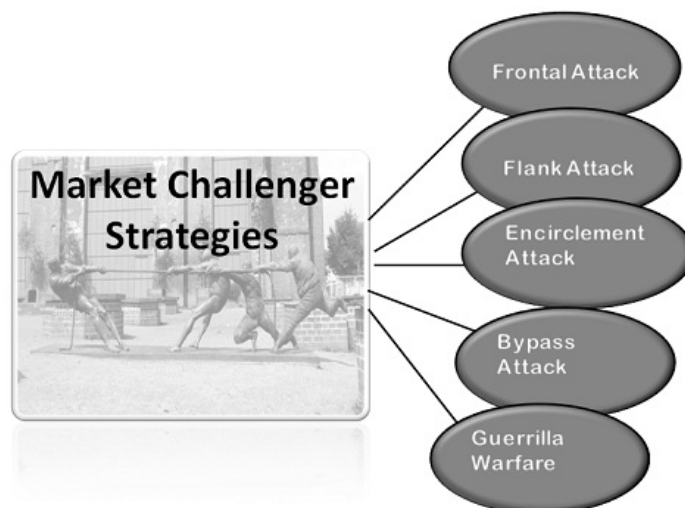 Market Challenger
Strategies
Frontal Attack
Flank Attack
Encirclement
Attack
Bypass
Attack
Guerrilla
Warfare